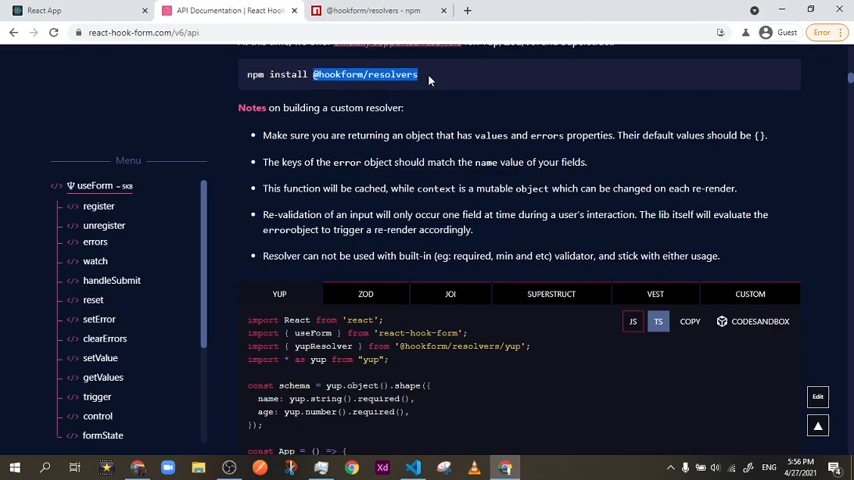 React App
API Documentation | React Hook
@hookform/resolvers - npm
react-hook-form.com/v6/api
Guest
Error
npm install @hookform/resolvers
Notes on building a custom resolver:
Make sure you are returning an object that has values and errors properties. Their default values should be {}.
The keys of the error object should match the name value of your fields.
This function will be cached, while context is a mutable object which can be changed on each re-render.
Re-validation of an input will only occur one field at time during a user's interaction. The lib itself will evaluate the
error object to trigger a re-render accordingly.
Resolver can not be used with built-in (eg: required, min and etc) validator, and stick with either usage.
Menu
</> useForm ~ 5KB
</> register
</> unregister
</> errors
</> watch
</> handleSubmit
</> reset
</> setError
</> clearErrors
</> setValue
</> getValues
</> trigger
</> control
</> formState
YUP
ZOD
JOI
SUPERSTRUCT
VEST
CUSTOM
JS
TS
COPY
CODESANDBOX
import React from 'react';
import { useForm } from 'react-hook-form';
import { yupResolver } from '@hookform/resolvers/yup';
import * as yup from "yup";
const schema = yup.object().shape({
name: yup.string().required(),
age: yup.number().required(),
});
const App = () => {
Edit
▲
Xd
ENG
5:56 PM
4/27/2021
4